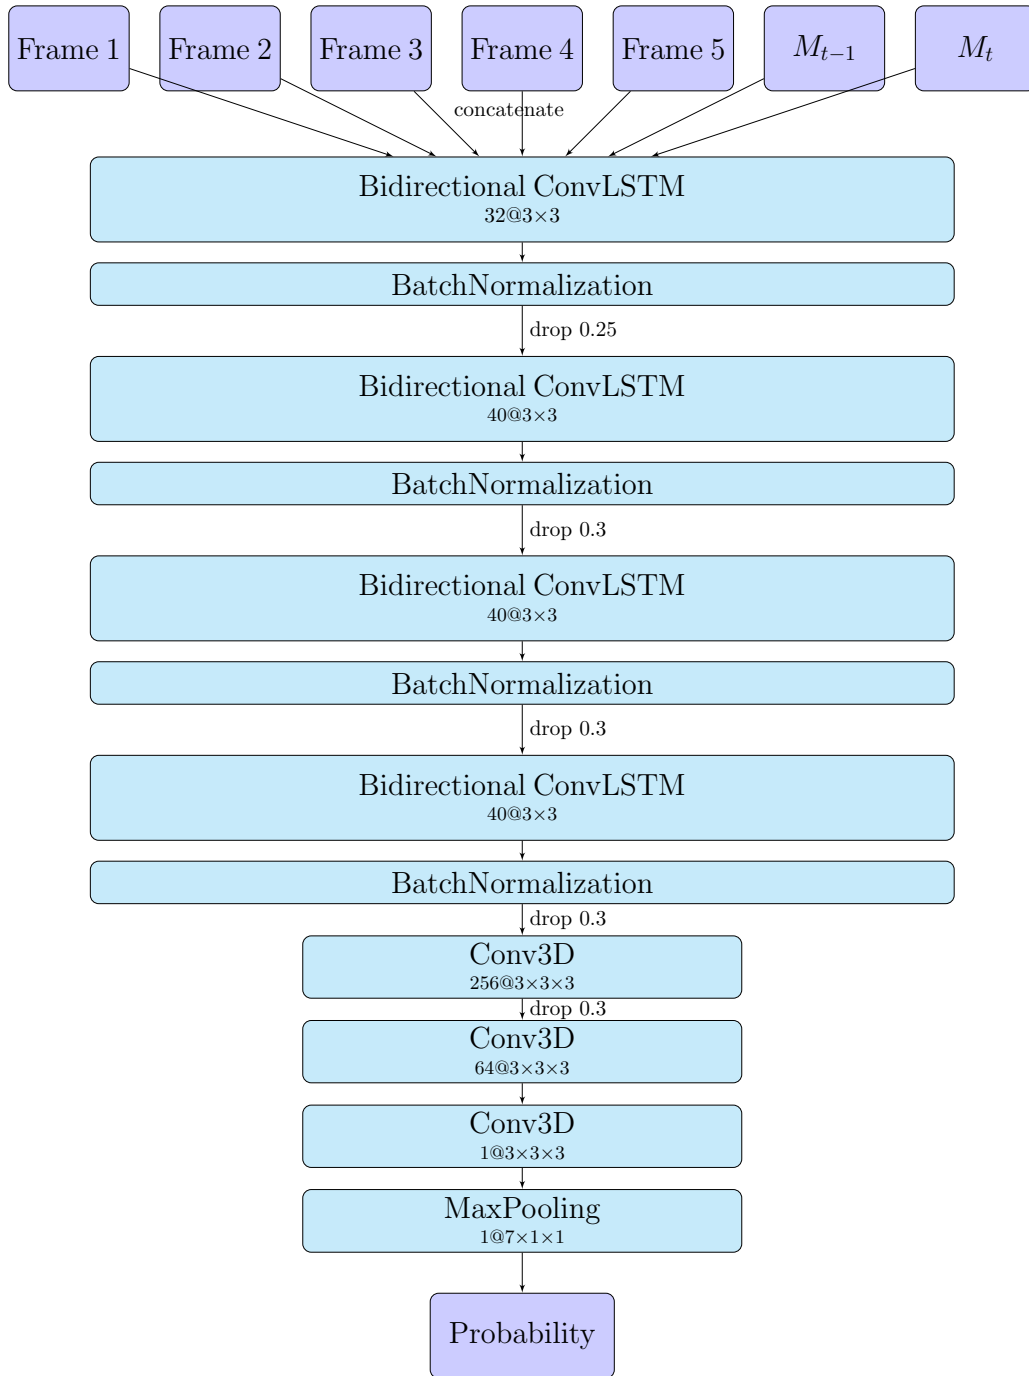 Frame 1 Frame 2 Frame 3 Frame 4 Frame 5 M_{t−1} M_t
concatenate
Bidirectional ConvLSTM
32@3×3
BatchNormalization
drop 0.25
Bidirectional ConvLSTM
40@3×3
BatchNormalization
drop 0.3
Bidirectional ConvLSTM
40@3×3
BatchNormalization
drop 0.3
Bidirectional ConvLSTM
40@3×3
BatchNormalization
drop 0.3
Conv3D
256@3×3×3
drop 0.3
Conv3D
64@3×3×3
Conv3D
1@3×3×3
MaxPooling
1@7×1×1
Probability